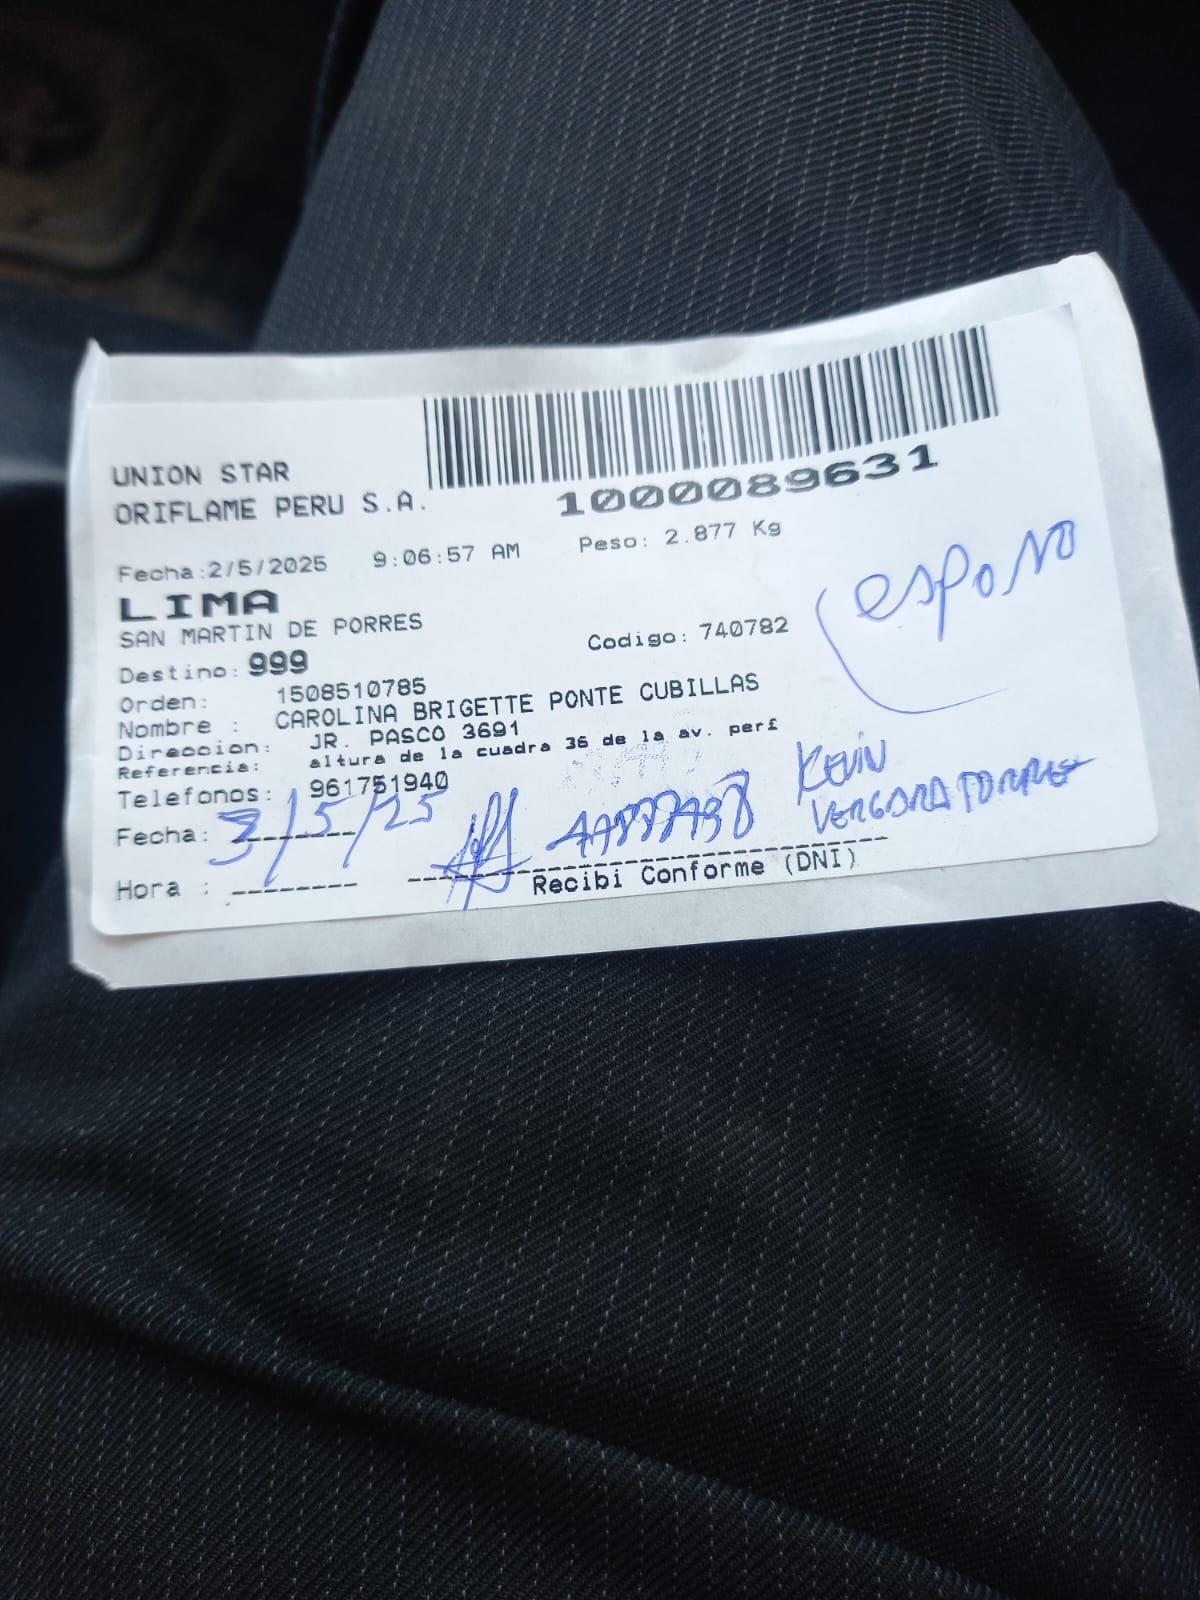 UNION STAR
ORIFLAME PERU S.A.
1000089631
Fecha:2/5/2025 9:06:57 AM Peso: 2.877 Kg
LIMA
SAN MARTIN DE PORRES
Codigo: 740782
Destino: 999
Orden: 1508510785
Nombre : CAROLINA BRIGETTE PONTE CUBILLAS
Direccion: JR. PASCO 3691
Referencia: altura de la cuadra 36 de la av. perf
Telefonos: 961751940
Fecha: 3/5/25
Hora :
Recibi Conforme (DNI)
esposo
KEVIN